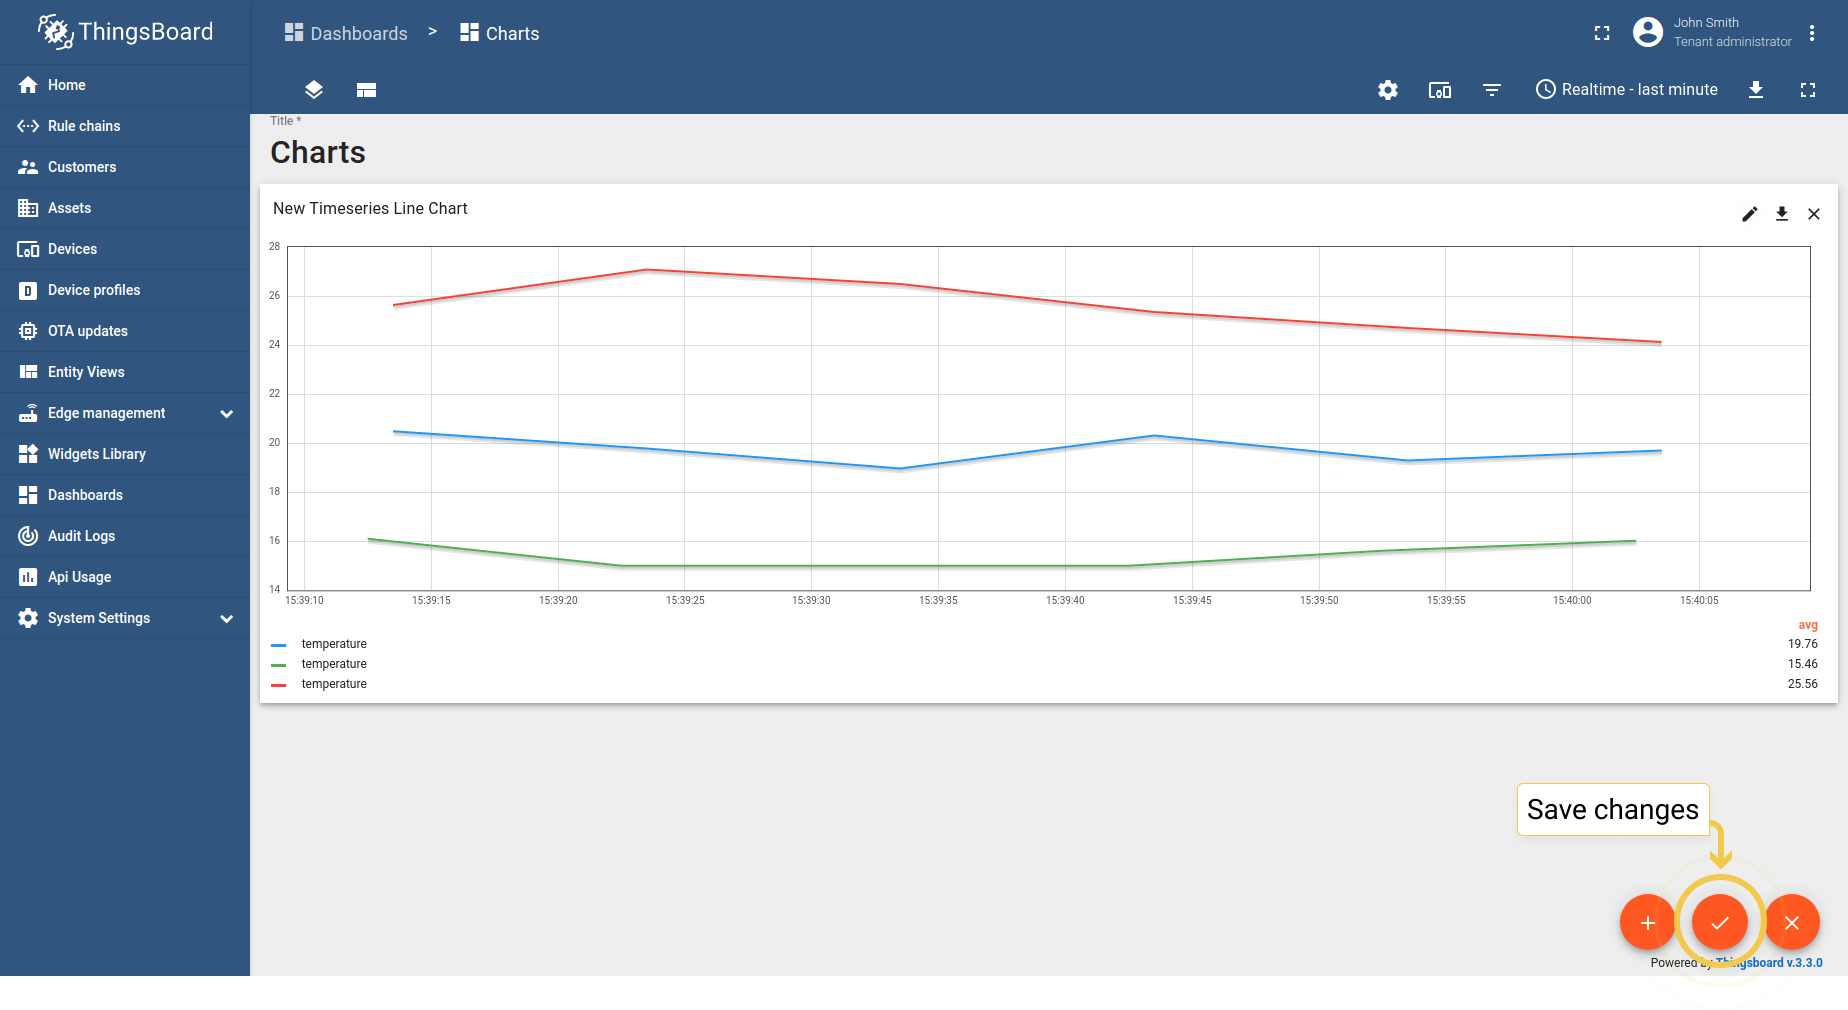 ThingsBoard
Dashboards > Charts
John Smith
Tenant administrator
Home
Rule chains
Customers
Assets
Devices
Device profiles
OTA updates
Entity Views
Edge management
Widgets Library
Dashboards
Audit Logs
Api Usage
System Settings
Realtime - last minute
Title *
Charts
New Timeseries Line Chart
28
26
24
22
20
18
16
14
15:39:10 15:39:15 15:39:20 15:39:25 15:39:30 15:39:35 15:39:40 15:39:45 15:39:50 15:39:55 15:40:00 15:40:05
avg
temperature 19.76
temperature 15.46
temperature 25.56
Save changes
Powered by Thingsboard v.3.3.0